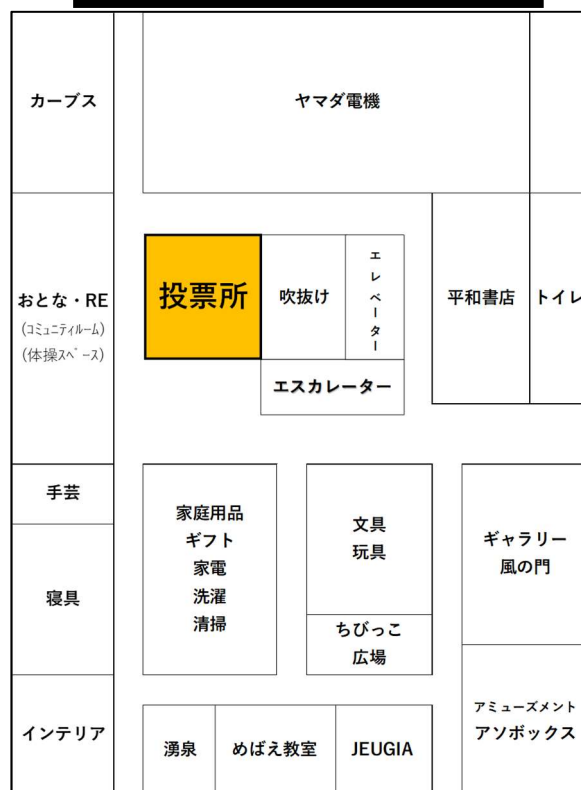 カーブス
ヤマダ電機
おとな・RE
(コミュニティルーム)
(体操スペース)
投票所
吹抜け
エレベーター
エスカレーター
平和書店
トイレ
手芸
寝具
インテリア
家庭用品
ギフト
家電
洗濯
清掃
文具
玩具
ちびっこ
広場
ギャラリー
風の門
アミューズメント
アソボックス
湧泉
めばえ教室
JEUGIA